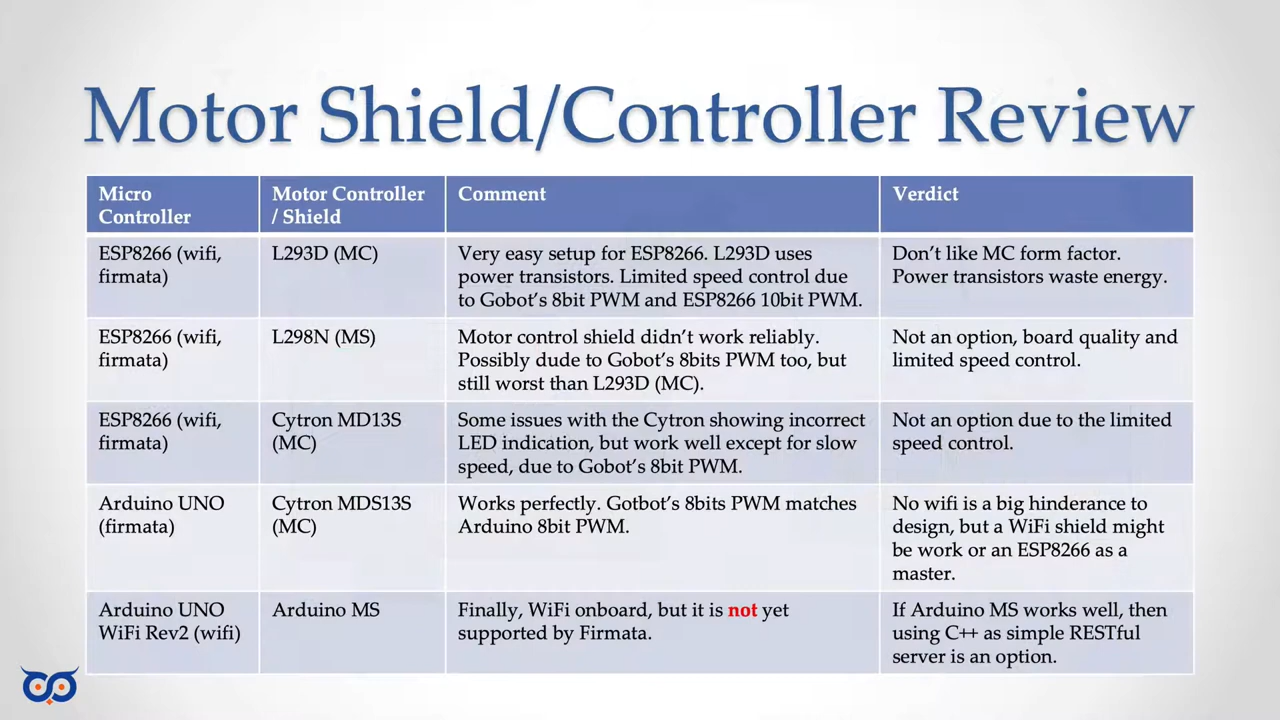 Motor Shield/Controller Review
Micro
Controller
Motor Controller
/ Shield
Comment
Verdict
ESP8266 (wifi,
firmata)
L293D (MC)
Very easy setup for ESP8266. L293D uses
power transistors. Limited speed control due
to Gobot’s 8bit PWM and ESP8266 10bit PWM.
Don’t like MC form factor.
Power transistors waste energy.
ESP8266 (wifi,
firmata)
L298N (MS)
Motor control shield didn’t work reliably.
Possibly dude to Gobot’s 8bits PWM too, but
still worst than L293D (MC).
Not an option, board quality and
limited speed control.
ESP8266 (wifi,
firmata)
Cytron MD13S
(MC)
Some issues with the Cytron showing incorrect
LED indication, but work well except for slow
speed, due to Gobot’s 8bit PWM.
Not an option due to the limited
speed control.
Arduino UNO
(firmata)
Cytron MDS13S
(MC)
Works perfectly. Gotbot’s 8bits PWM matches
Arduino 8bit PWM.
No wifi is a big hinderance to
design, but a WiFi shield might
be work or an ESP8266 as a
master.
Arduino UNO
WiFi Rev2 (wifi)
Arduino MS
Finally, WiFi onboard, but it is not yet
supported by Firmata.
If Arduino MS works well, then
using C++ as simple RESTful
server is an option.